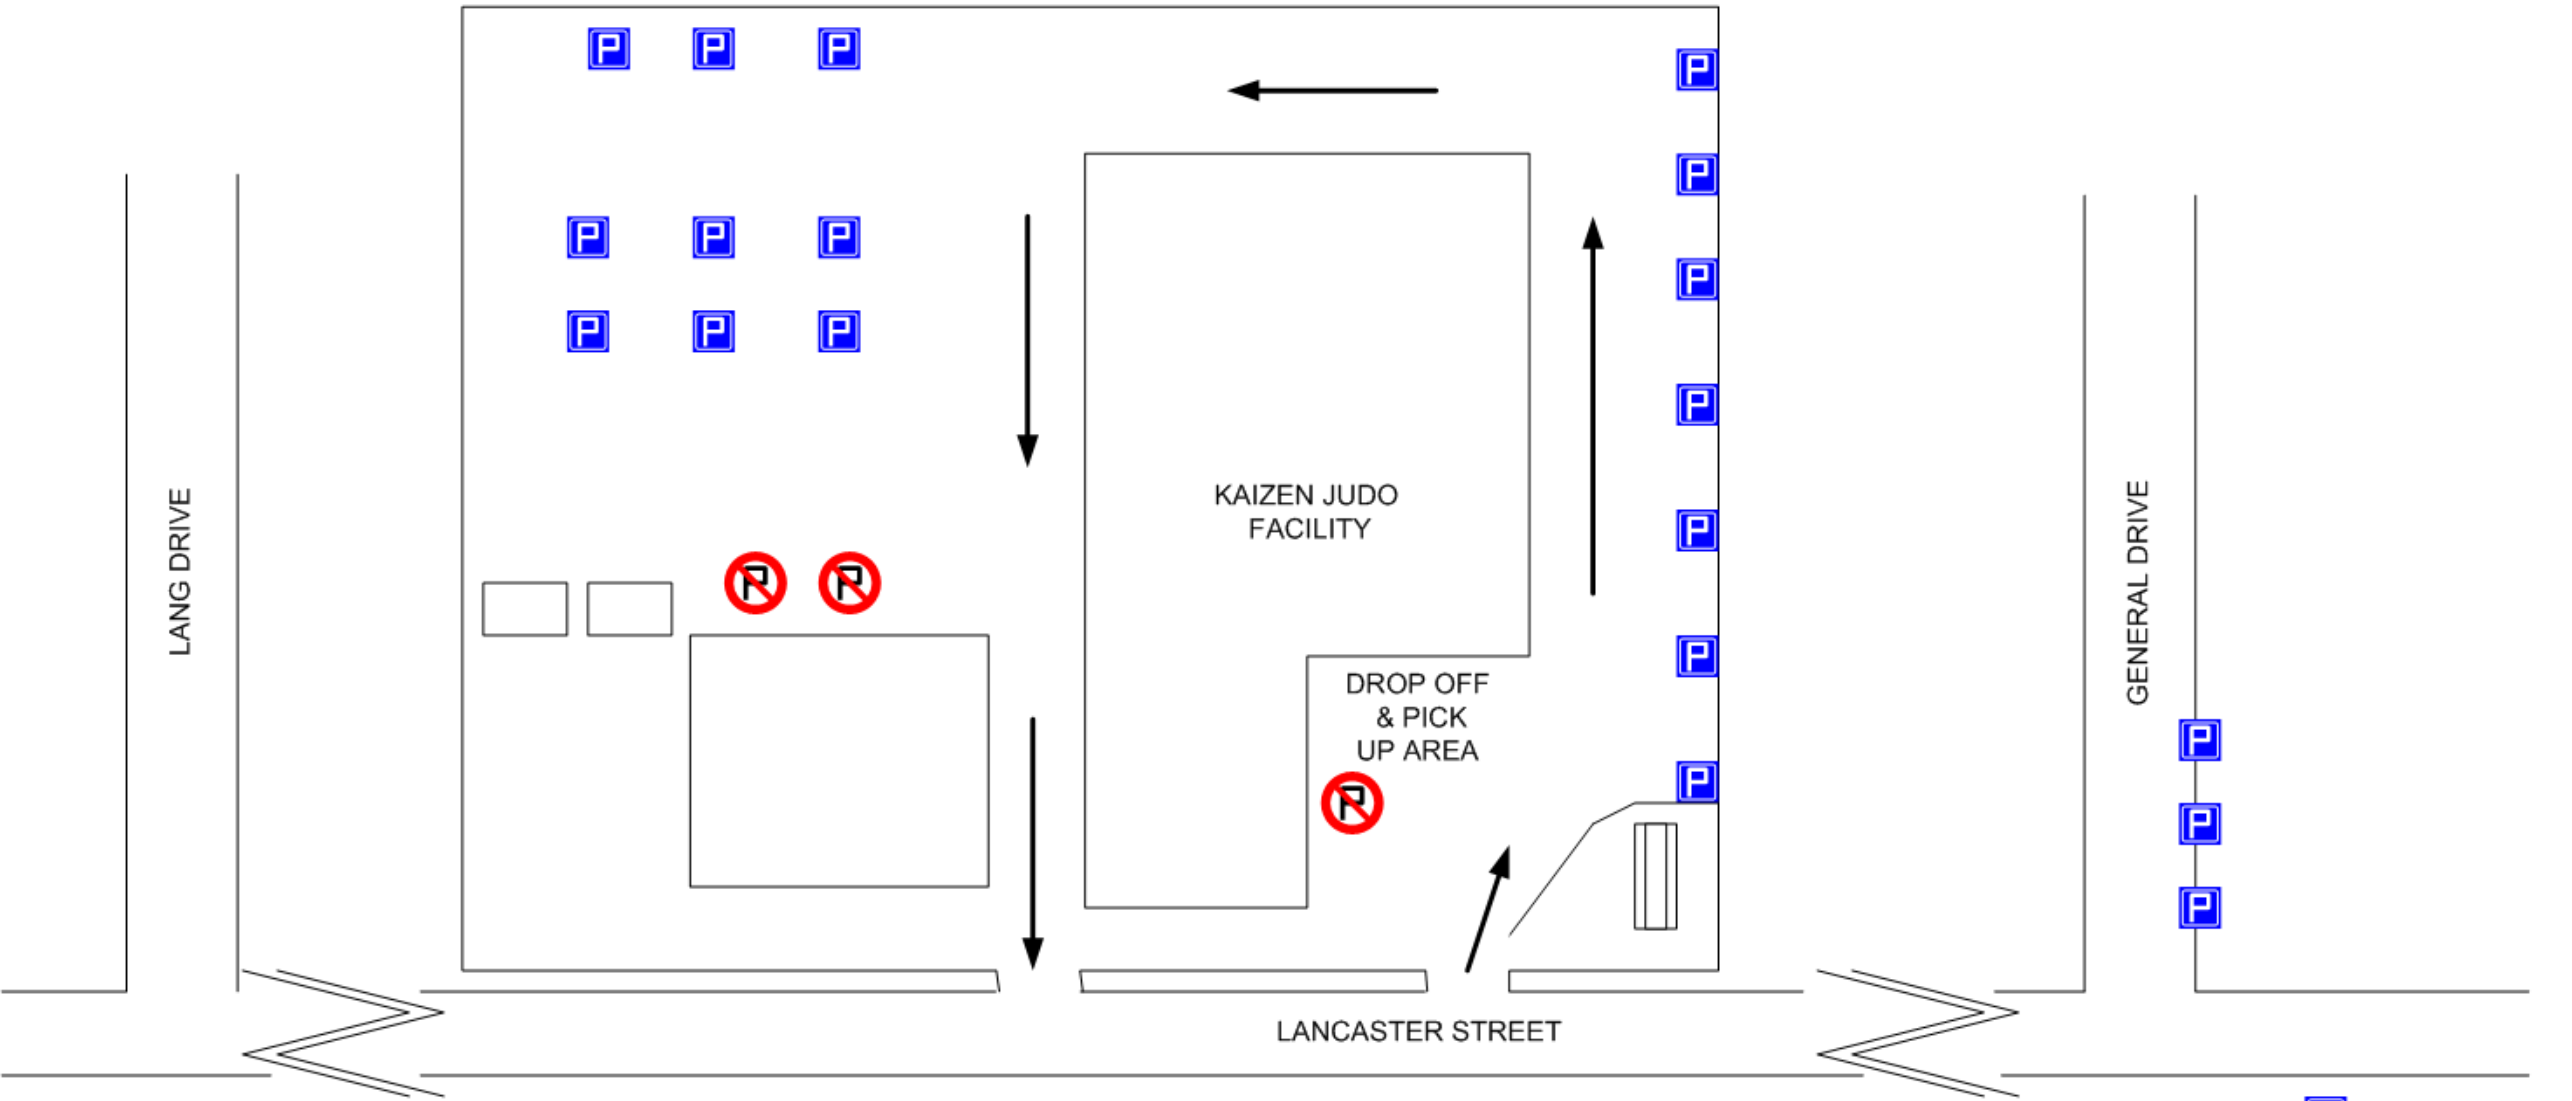 P P P P
P
P P P P
P P P P
P
LANG DRIVE
KAIZEN JUDO
FACILITY
GENERAL DRIVE
P
P P
P
DROP OFF
& PICK
UP AREA
P
P
P
P
P
LANCASTER STREET